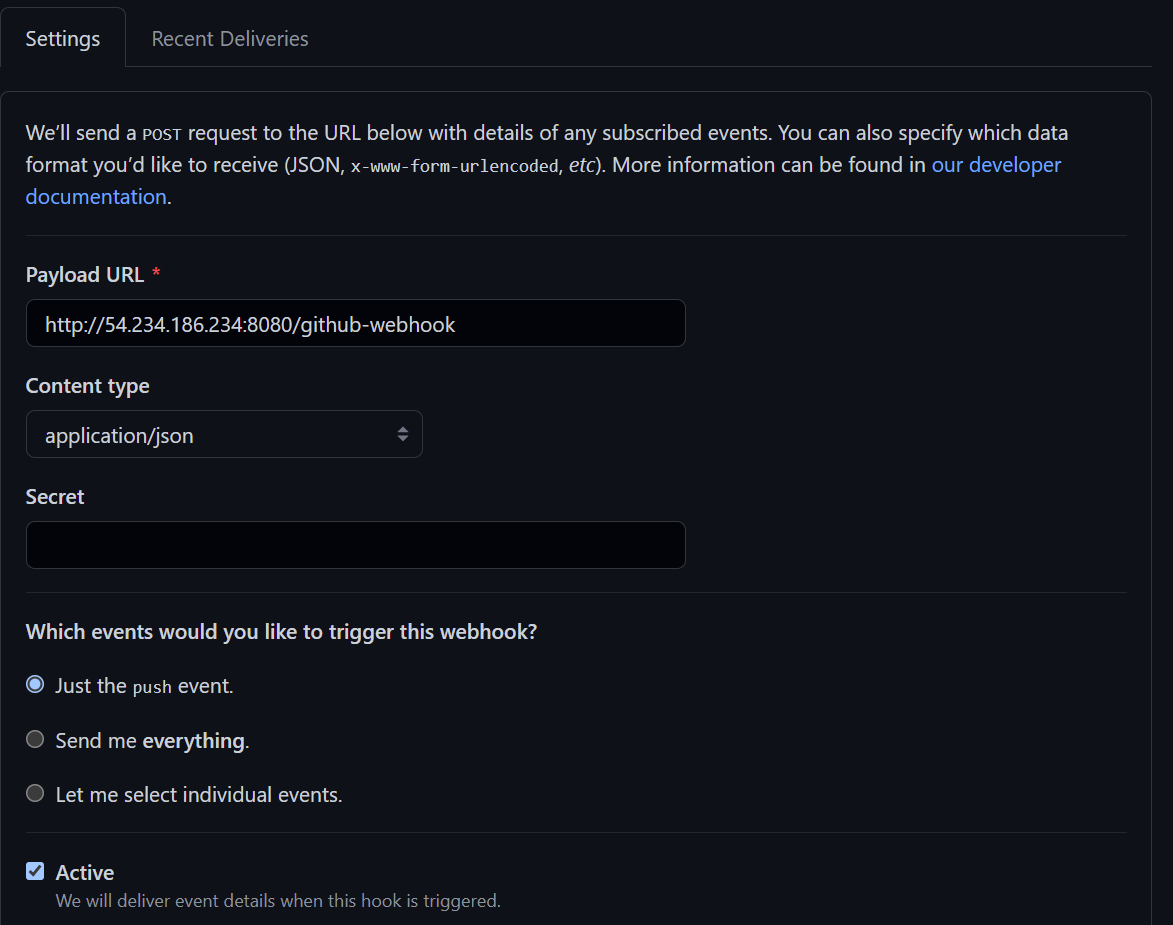 Settings
Recent Deliveries
We’ll send a POST request to the URL below with details of any subscribed events. You can also specify which data
format you’d like to receive (JSON, x-www-form-urlencoded, etc). More information can be found in our developer
documentation.
Payload URL *
http://54.234.186.234:8080/github-webhook
Content type
application/json
Secret
Which events would you like to trigger this webhook?
Just the push event.
Send me everything.
Let me select individual events.
Active
We will deliver event details when this hook is triggered.